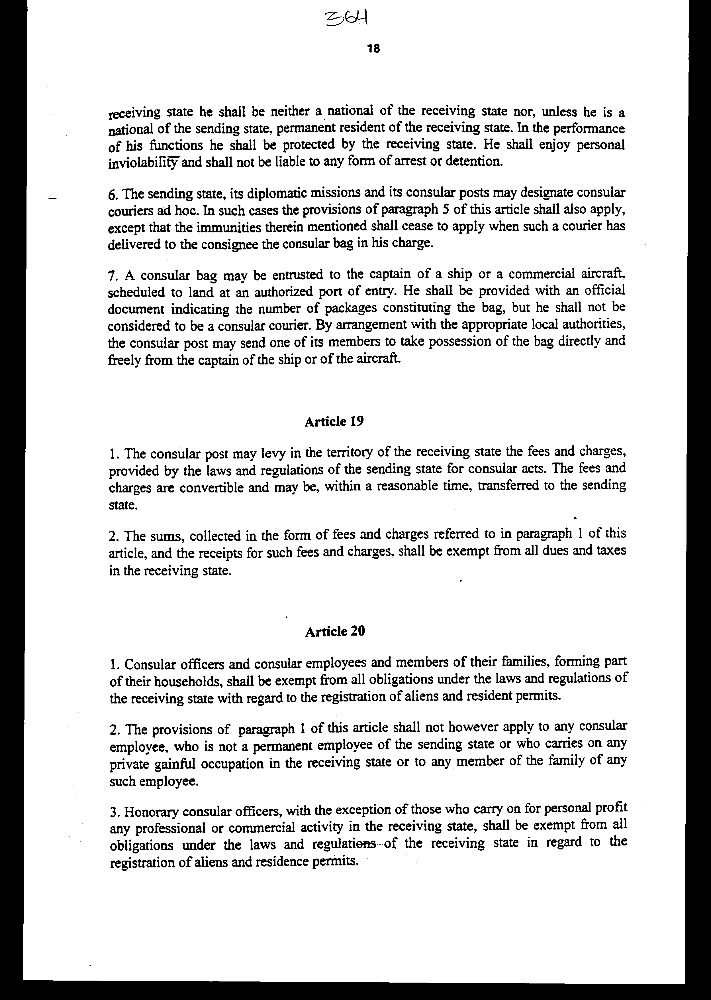 364
18
receiving state he shall be neither a national of the receiving state nor, unless he is a
national of the sending state, permanent resident of the receiving state. In the performance
of his functions he shall be protected by the receiving state. He shall enjoy personal
inviolability and shall not be liable to any form of arrest or detention.
6. The sending state, its diplomatic missions and its consular posts may designate consular
couriers ad hoc. In such cases the provisions of paragraph 5 of this article shall also apply,
except that the immunities therein mentioned shall cease to apply when such a courier has
delivered to the consignee the consular bag in his charge.
7. A consular bag may be entrusted to the captain of a ship or a commercial aircraft,
scheduled to land at an authorized port of entry. He shall be provided with an official
document indicating the number of packages constituting the bag, but he shall not be
considered to be a consular courier. By arrangement with the appropriate local authorities,
the consular post may send one of its members to take possession of the bag directly and
freely from the captain of the ship or of the aircraft.
Article 19
1. The consular post may levy in the territory of the receiving state the fees and charges,
provided by the laws and regulations of the sending state for consular acts. The fees and
charges are convertible and may be, within a reasonable time, transferred to the sending
state.
2. The sums, collected in the form of fees and charges referred to in paragraph 1 of this
article, and the receipts for such fees and charges, shall be exempt from all dues and taxes
in the receiving state.
Article 20
1. Consular officers and consular employees and members of their families, forming part
of their households, shall be exempt from all obligations under the laws and regulations of
the receiving state with regard to the registration of aliens and resident permits.
2. The provisions of paragraph 1 of this article shall not however apply to any consular
employee, who is not a permanent employee of the sending state or who carries on any
private gainful occupation in the receiving state or to any member of the family of any
such employee.
3. Honorary consular officers, with the exception of those who carry on for personal profit
any professional or commercial activity in the receiving state, shall be exempt from all
obligations under the laws and regulations of the receiving state in regard to the
registration of aliens and residence permits.